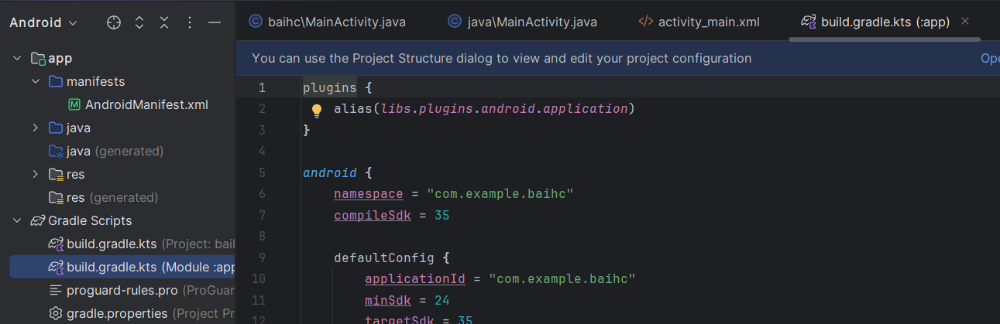 Android
baihc\MainActivity.java
java\MainActivity.java
activity_main.xml
build.gradle.kts (:app)
app
manifests
AndroidManifest.xml
java
java (generated)
res
res (generated)
Gradle Scripts
build.gradle.kts (Project: bai
build.gradle.kts (Module :app
proguard-rules.pro (ProGuar
gradle.properties (Project Pr
You can use the Project Structure dialog to view and edit your project configuration
Ope
1 plugins {
2 alias(libs.plugins.android.application)
3 }
4
5 android {
6 namespace = "com.example.baihc"
7 compileSdk = 35
8
9 defaultConfig {
10 applicationId = "com.example.baihc"
11 minSdk = 24
12 targetSdk = 35